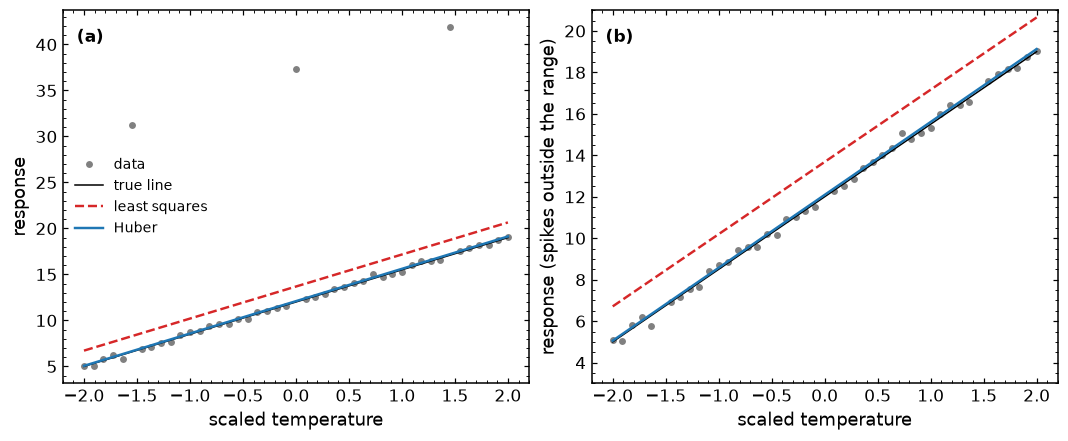 (a)
response
40
35
30
25
20
15
10
5
data
true line
least squares
Huber
−2.0 −1.5 −1.0 −0.5 0.0 0.5 1.0 1.5 2.0
scaled temperature
(b)
response (spikes outside the range)
20
18
16
14
12
10
8
6
4
−2.0 −1.5 −1.0 −0.5 0.0 0.5 1.0 1.5 2.0
scaled temperature